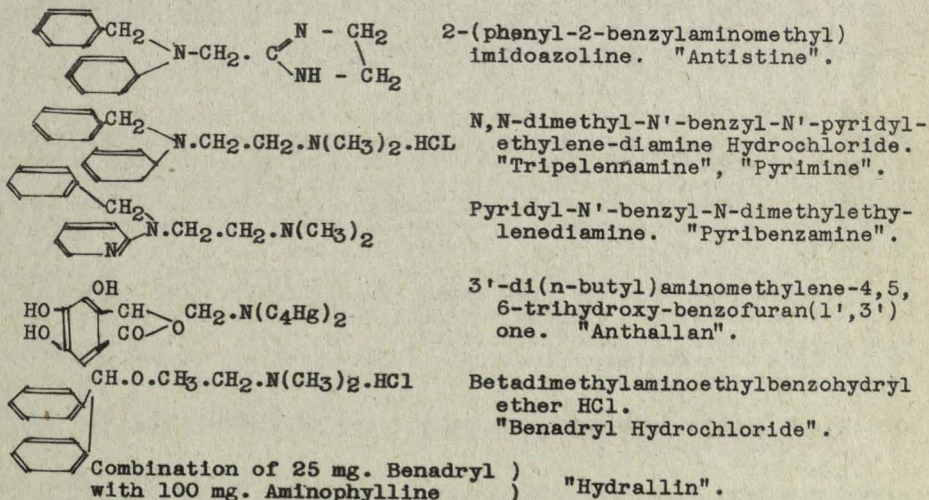 CH2 N - CH2 2-(phenyl-2-benzylaminomethyl)
N-CH2. C imidoazoline. "Antistine".
NH - CH2
CH2 N,N-dimethyl-N'-benzyl-N'-pyridyl-
N.CH2.CH2.N(CH3)2.HCL ethylene-diamine Hydrochloride.
"Tripelennamine", "Pyrimine".
CH2 Pyridyl-N'-benzyl-N-dimethylethy-
N.CH2.CH2.N(CH3)2 lenediamine. "Pyribenzamine".
N
OH 3'-di(n-butyl)aminomethylene-4,5,
HO CH CH2.N(C4Hg)2 6-trihydroxy-benzofuran(1',3')
HO CO O one. "Anthallan".
CH.O.CH3.CH2.N(CH3)2.HCl Betadimethylaminoethylbenzohydryl
ether HCl.
"Benadryl Hydrochloride".
Combination of 25 mg. Benadryl )
with 100 mg. Aminophylline ) "Hydrallin".